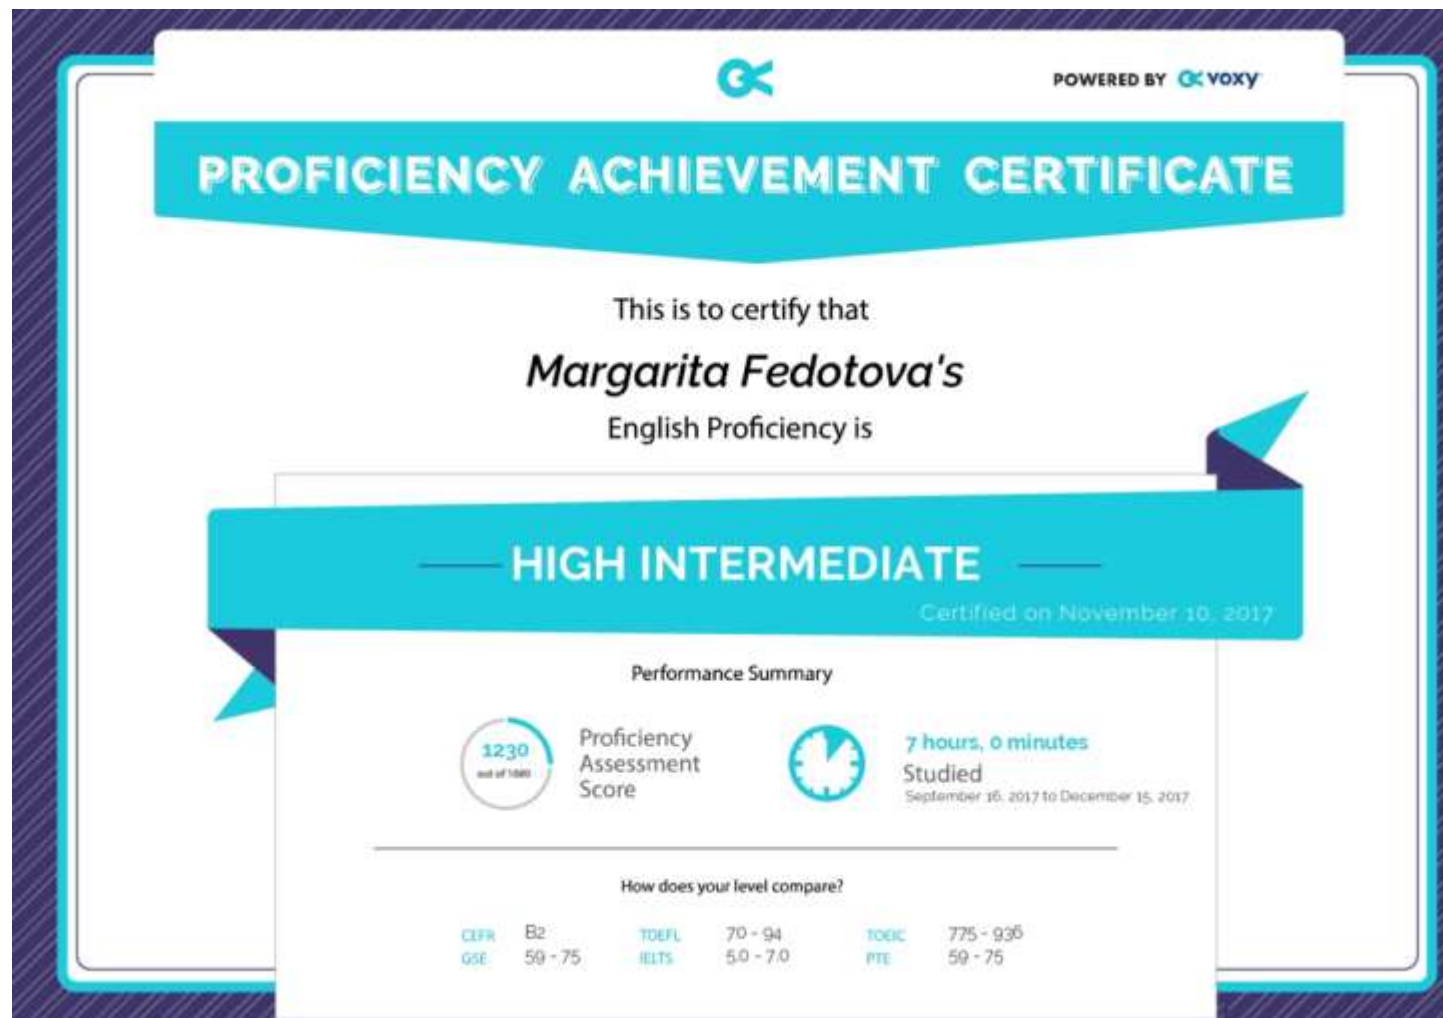 POWERED BY voxy
PROFICIENCY ACHIEVEMENT CERTIFICATE
This is to certify that
Margarita Fedotova's
English Proficiency is
HIGH INTERMEDIATE
Certified on November 10, 2017
Performance Summary
1230
out of
Proficiency
Assessment
Score
7 hours, 0 minutes
Studied
September 16, 2017 to December 15, 2017
How does your level compare?
CEFR B2 TOEFL 70 - 94 TOEIC 775 - 936
GSE 59 - 75 IELTS 5.0 - 7.0 PTE 59 - 75